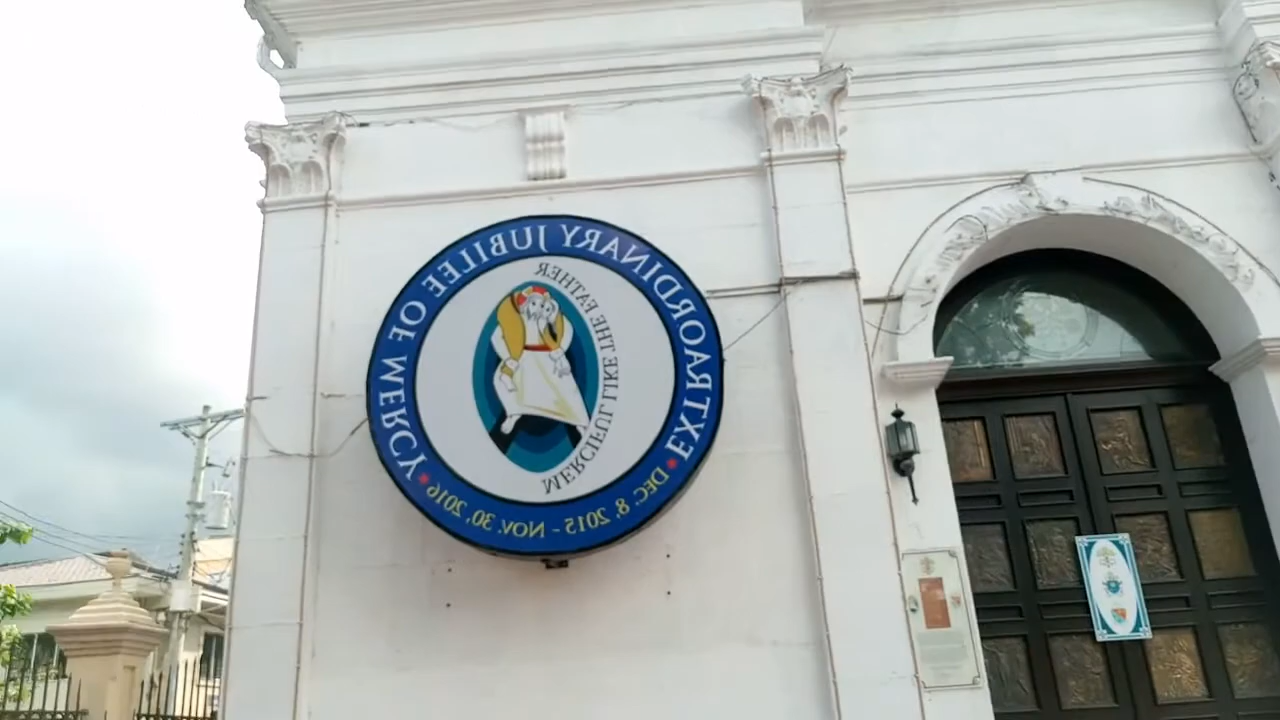 EXTRAORDINARY JUBILEE OF MERCY
DEC. 8, 2015 - NOV. 30, 2016
MERCIFUL LIKE THE FATHER